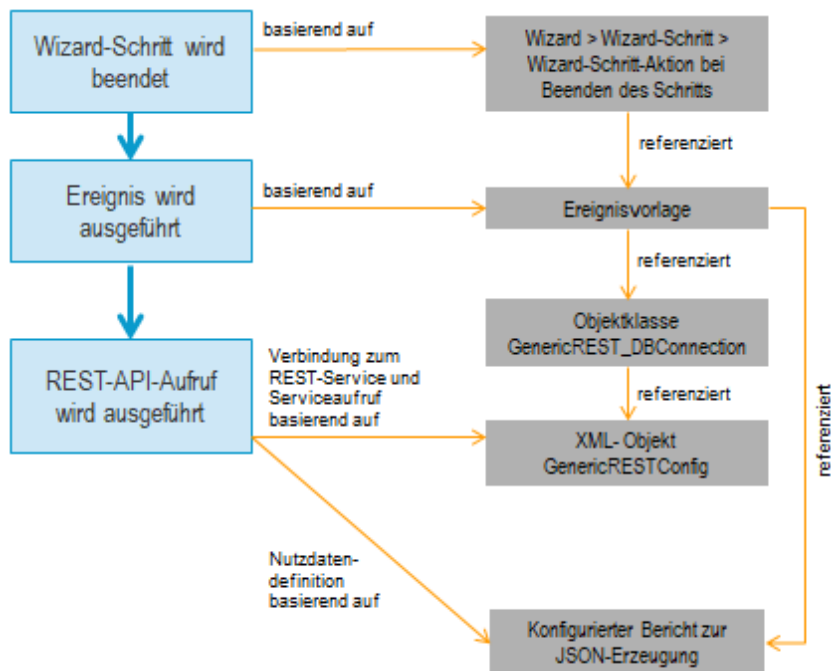 Wizard-Schritt wird
beendet
basierend auf
Wizard > Wizard-Schritt >
Wizard-Schritt-Aktion bei
Beenden des Schritts
referenziert
Ereignis wird
ausgeführt
basierend auf
Ereignisvorlage
referenziert
Objektklasse
GenericREST_DBConnection
REST-API-Aufruf
wird ausgeführt
Verbindung zum
REST-Service und
Serviceaufruf
basierend auf
referenziert
XML- Objekt
GenericRESTConfig
referenziert
Nutzdaten-
definition
basierend auf
Konfigurierter Bericht zur
JSON-Erzeugung